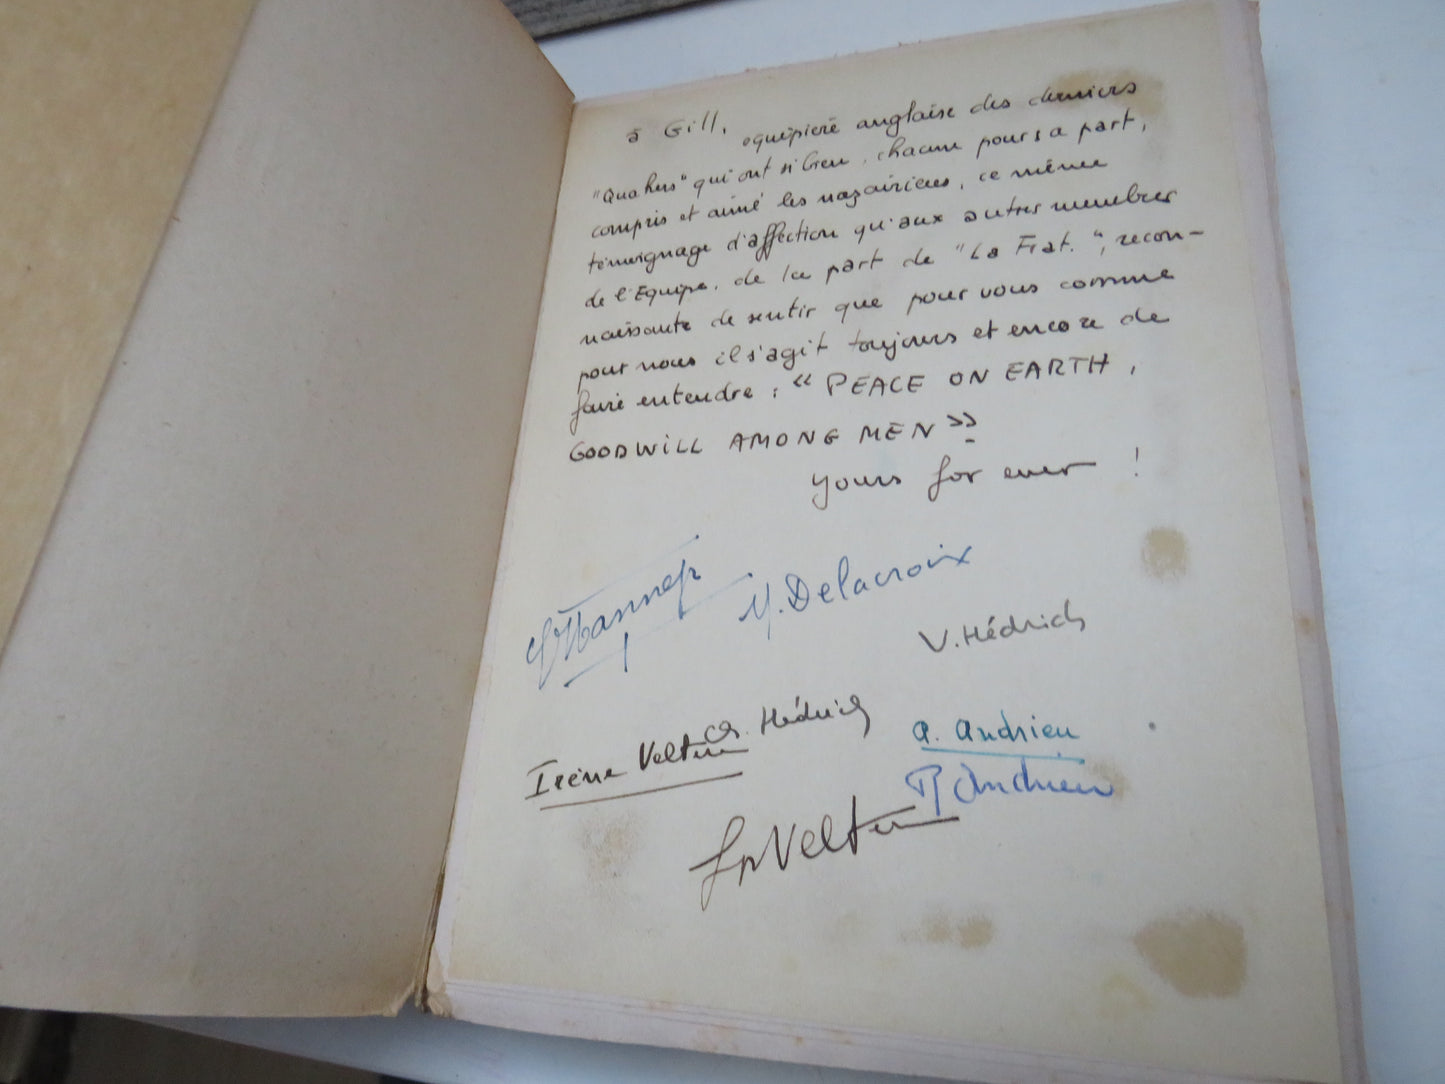 à Gill,
équipière anglaise des derniers
"Quakers" qui ont si bien, chacun pour sa part,
compris et aimé les nazairiens, ce même
témoignage d'affection qu'aux autres membres
de l'Equipe, de la part de "La Frat.", recon-
naissante de sentir que pour vous comme
pour nous il s'agit toujours et encore de
faire entendre : « PEACE ON EARTH,
GOODWILL AMONG MEN »
yours for ever !
Y. Delacroix
V. Hédrich
Ch. Hédrich
Irène Velten
a. Andrieu
Andrieu
Velten